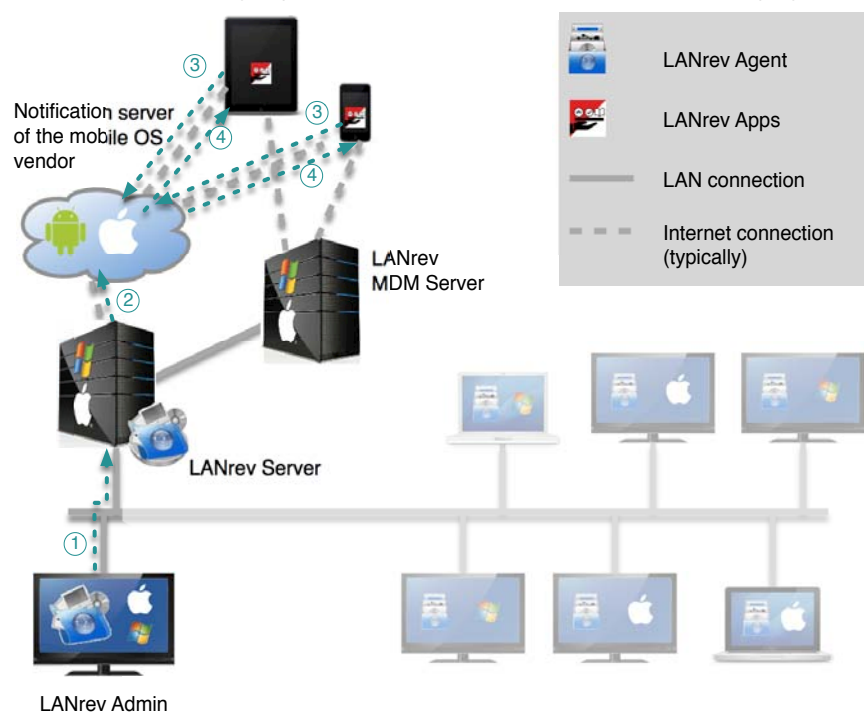 ③
Notification server
of the mobile OS
vendor
④
③
④
②
LANrev
MDM Server
LANrev Server
①
LANrev Admin
LANrev Agent
LANrev Apps
LAN connection
Internet connection
(typically)